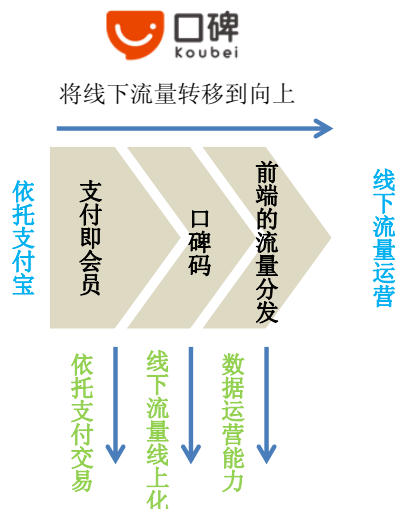 口碑
Koubei
将线下流量转移到向上
依托支付宝
支付即会员
口碑码
前端的流量分发
线下流量运营
依托支付交易
线下流量线上化
数据运营能力